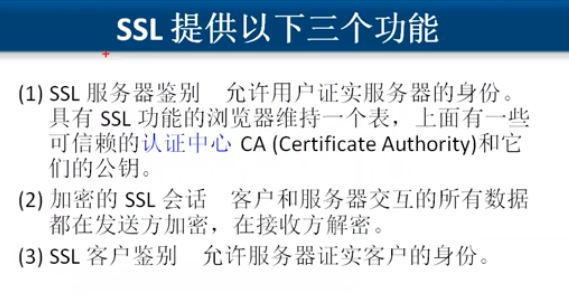 SSL 提供以下三个功能
(1) SSL 服务器鉴别 允许用户证实服务器的身份。
具有 SSL 功能的浏览器维持一个表，上面有一些
可信赖的认证中心 CA (Certificate Authority)和它
们的公钥。
(2) 加密的 SSL 会话 客户和服务器交互的所有数据
都在发送方加密，在接收方解密。
(3) SSL 客户鉴别 允许服务器证实客户的身份。